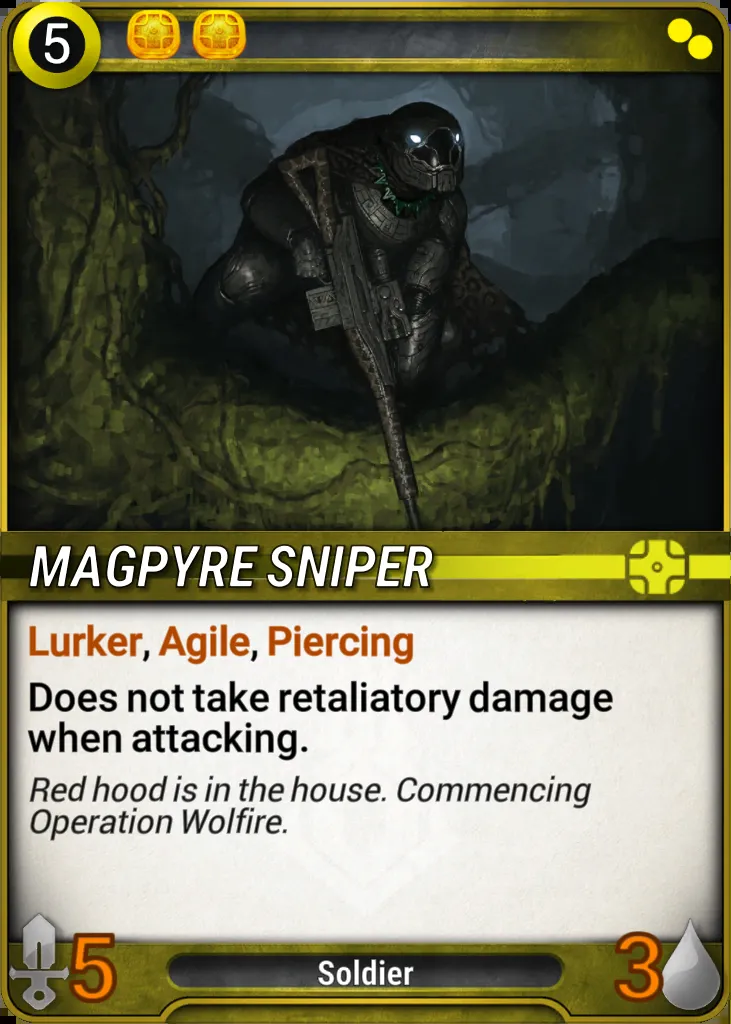 5
MAGPYRE SNIPER
Lurker, Agile, Piercing
Does not take retaliatory damage
when attacking.
Red hood is in the house. Commencing
Operation Wolfire.
5
Soldier
3